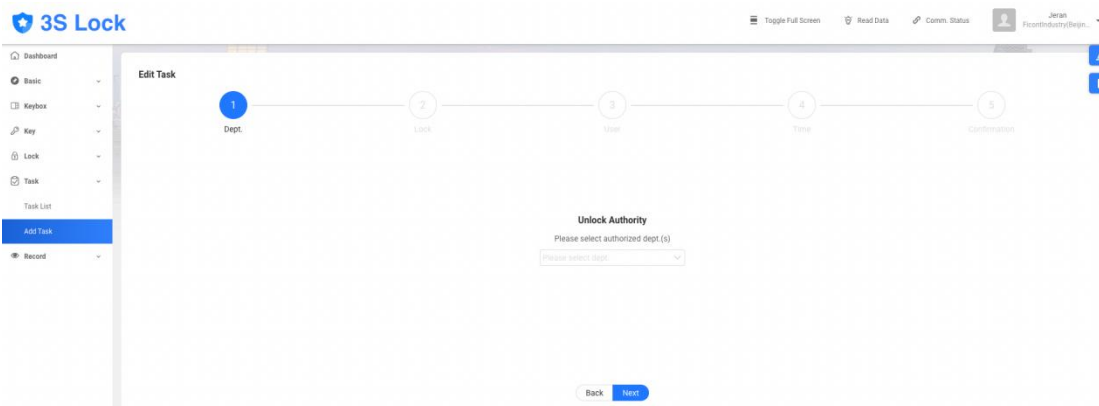 3S Lock
Toggle Full Screen
Read Data
Comm. Status
Jeran
FicontIndustry(Beijin...
Dashboard
Basic
Keybox
Key
Lock
Task
Task List
Add Task
Record
Edit Task
1
2
3
4
5
Dept.
Lock
User
Time
Confirmation
Unlock Authority
Please select authorized dept.(s)
Please select dept.
Back
Next